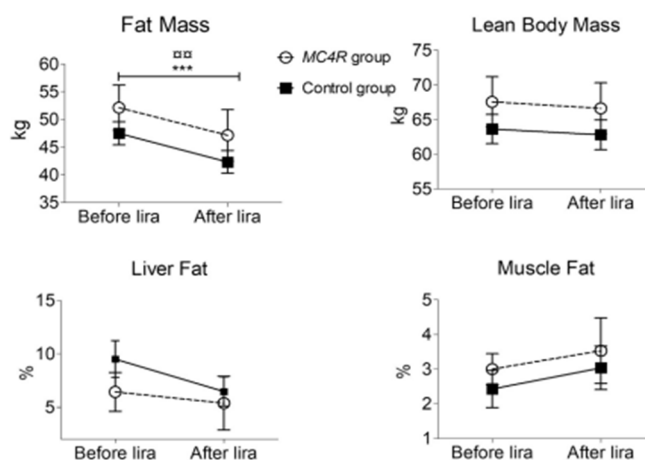 Fat Mass
¤¤
***
kg
60
55
50
45
40
35
Before lira After lira
MC4R group
Control group
Lean Body Mass
kg
75
70
65
60
55
Before lira After lira
Liver Fat
%
15
10
5
Before lira After lira
Muscle Fat
%
5
4
3
2
1
Before lira After lira